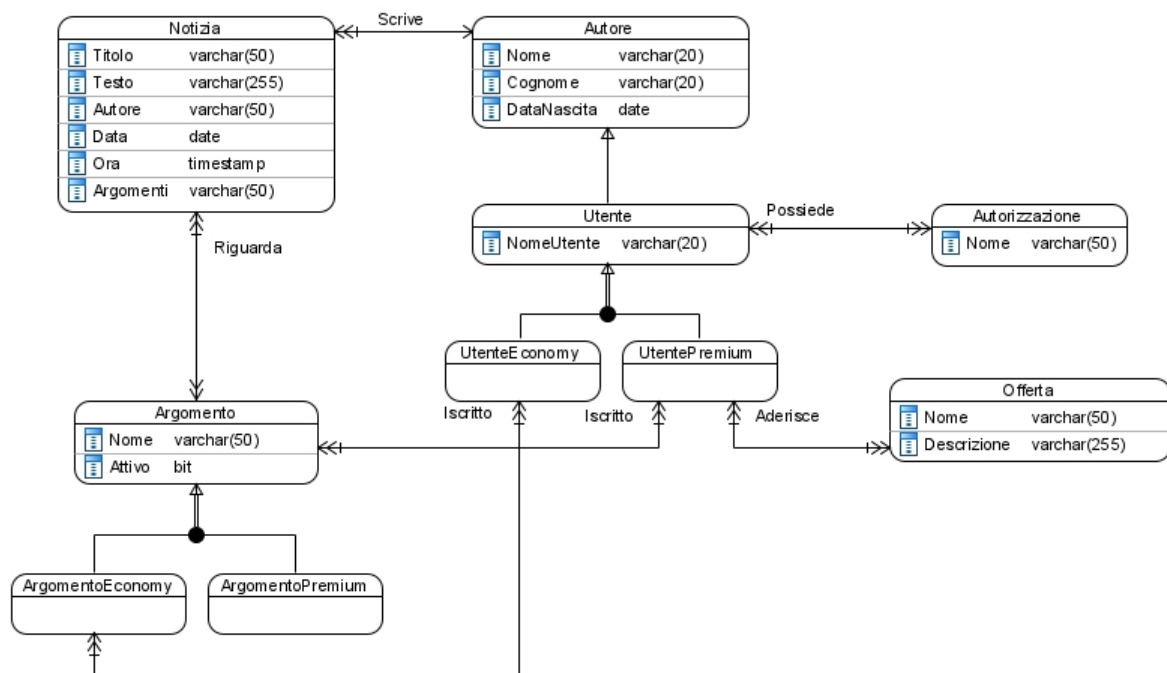 Notizia
Titolo varchar(50)
Testo varchar(255)
Autore varchar(50)
Data date
Ora timestamp
Argomenti varchar(50)
Scrive
Autore
Nome varchar(20)
Cognome varchar(20)
DataNascita date
Riguarda
Utente
NomeUtente varchar(20)
Possiede
Autorizzazione
Nome varchar(50)
UtenteEconomy
UtentePremium
Iscritto
Iscritto
Aderisce
Offerta
Nome varchar(50)
Descrizione varchar(255)
Argomento
Nome varchar(50)
Attivo bit
ArgomentoEconomy
ArgomentoPremium